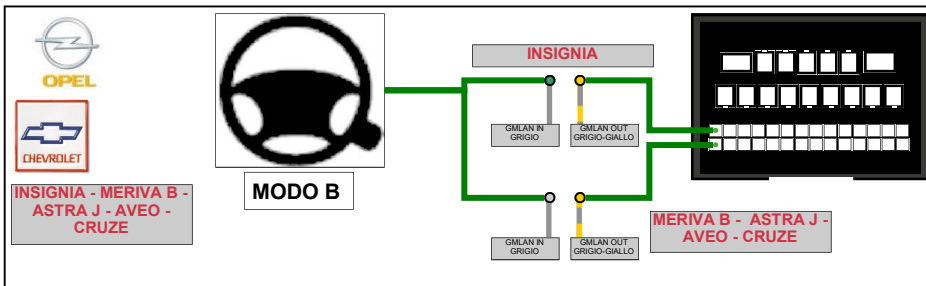 OPEL
CHEVROLET
INSIGNIA - MERIVA B -
ASTRA J - AVEO -
CRUZE
MODO B
INSIGNIA
GMLAN IN
GRIGIO
GMLAN OUT
GRIGIO-GIALLO
GMLAN IN
GRIGIO
GMLAN OUT
GRIGIO-GIALLO
MERIVA B - ASTRA J -
AVEO - CRUZE